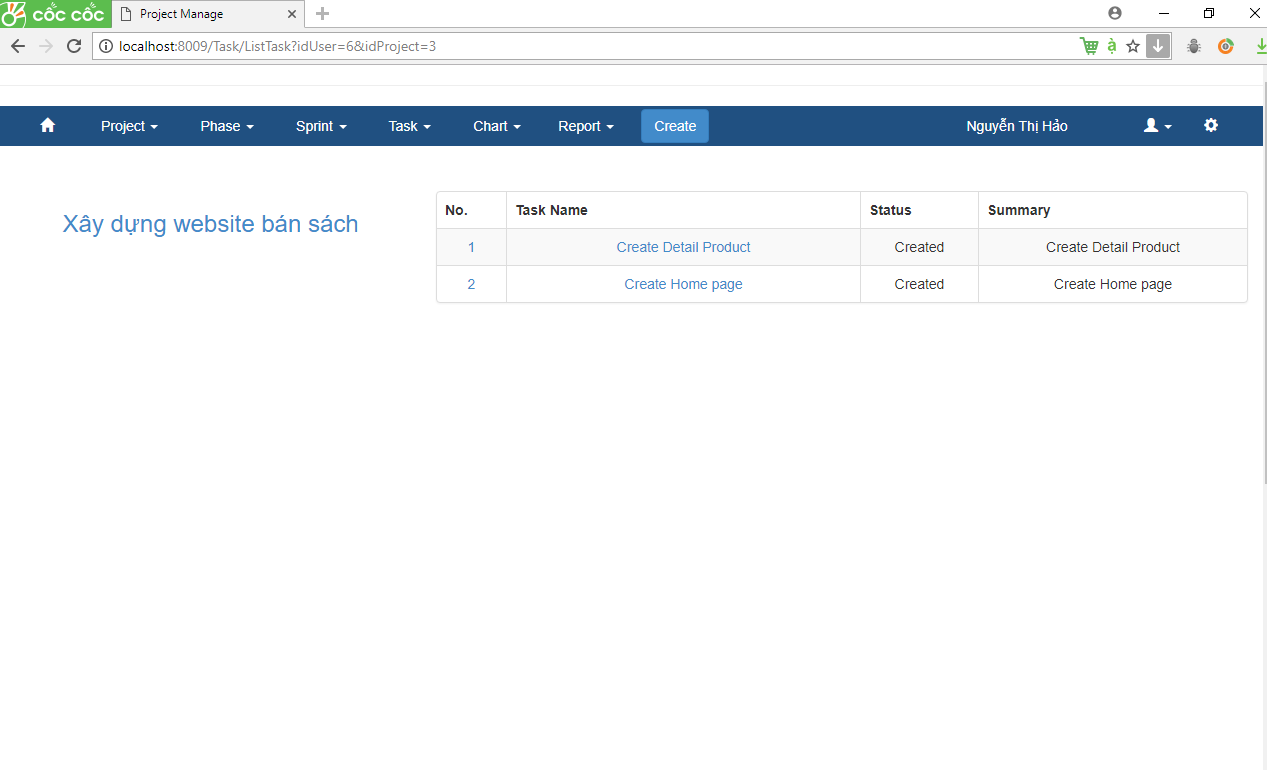 cốc cốc Project Manage
localhost:8009/Task/ListTask?idUser=6&idProject=3 à
Project Phase Sprint Task Chart Report Create Nguyễn Thị Hảo
Xây dựng website bán sách
No. Task Name Status Summary
1 Create Detail Product Created Create Detail Product
2 Create Home page Created Create Home page